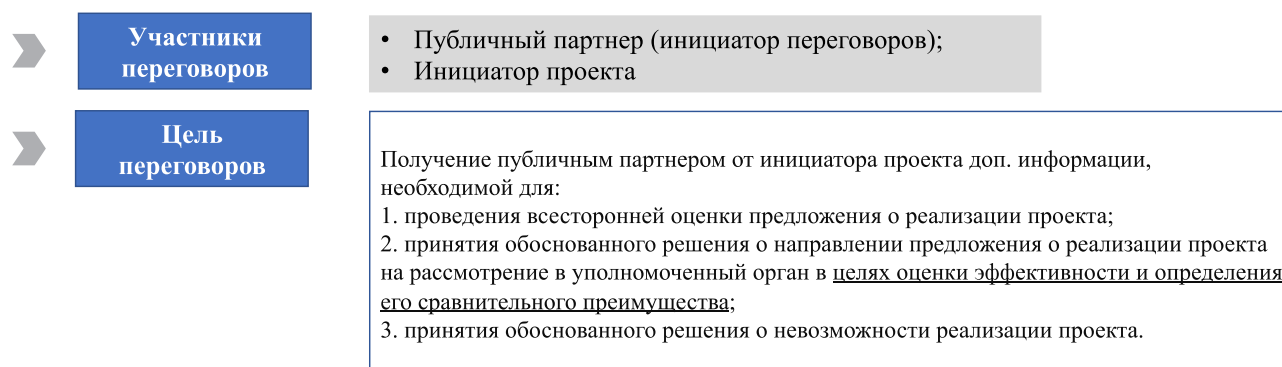 Участники
переговоров
• Публичный партнер (инициатор переговоров);
• Инициатор проекта
Цель
переговоров
Получение публичным партнером от инициатора проекта доп. информации,
необходимой для:
1. проведения всесторонней оценки предложения о реализации проекта;
2. принятия обоснованного решения о направлении предложения о реализации проекта
на рассмотрение в уполномоченный орган в целях оценки эффективности и определения
его сравнительного преимущества;
3. принятия обоснованного решения о невозможности реализации проекта.